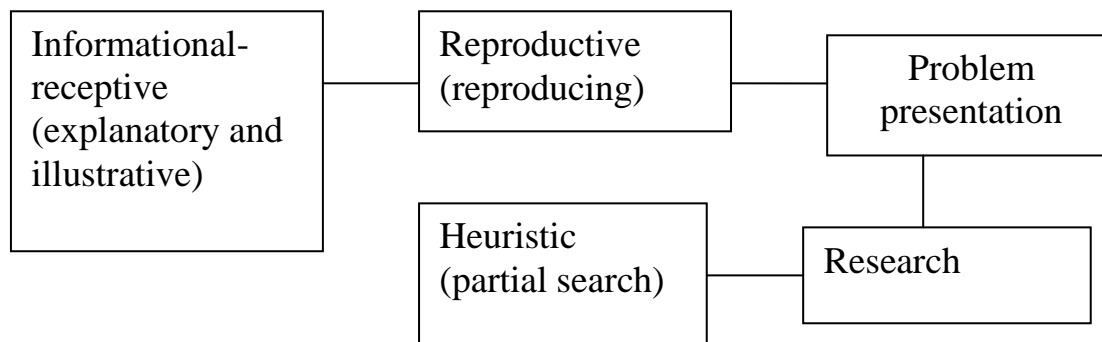 Informational-
receptive
(explanatory and
illustrative)
Reproductive
(reproducing)
Problem
presentation
Heuristic
(partial search)
Research